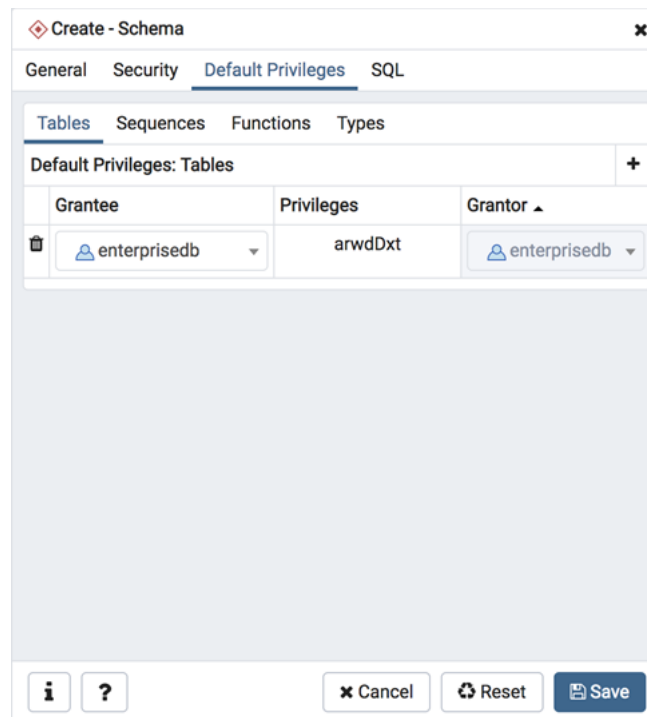 Create - Schema
General Security Default Privileges SQL
Tables Sequences Functions Types
Default Privileges: Tables
Grantee Privileges Grantor
enterprisedb arwdDxt enterprisedb
i ? Cancel Reset Save